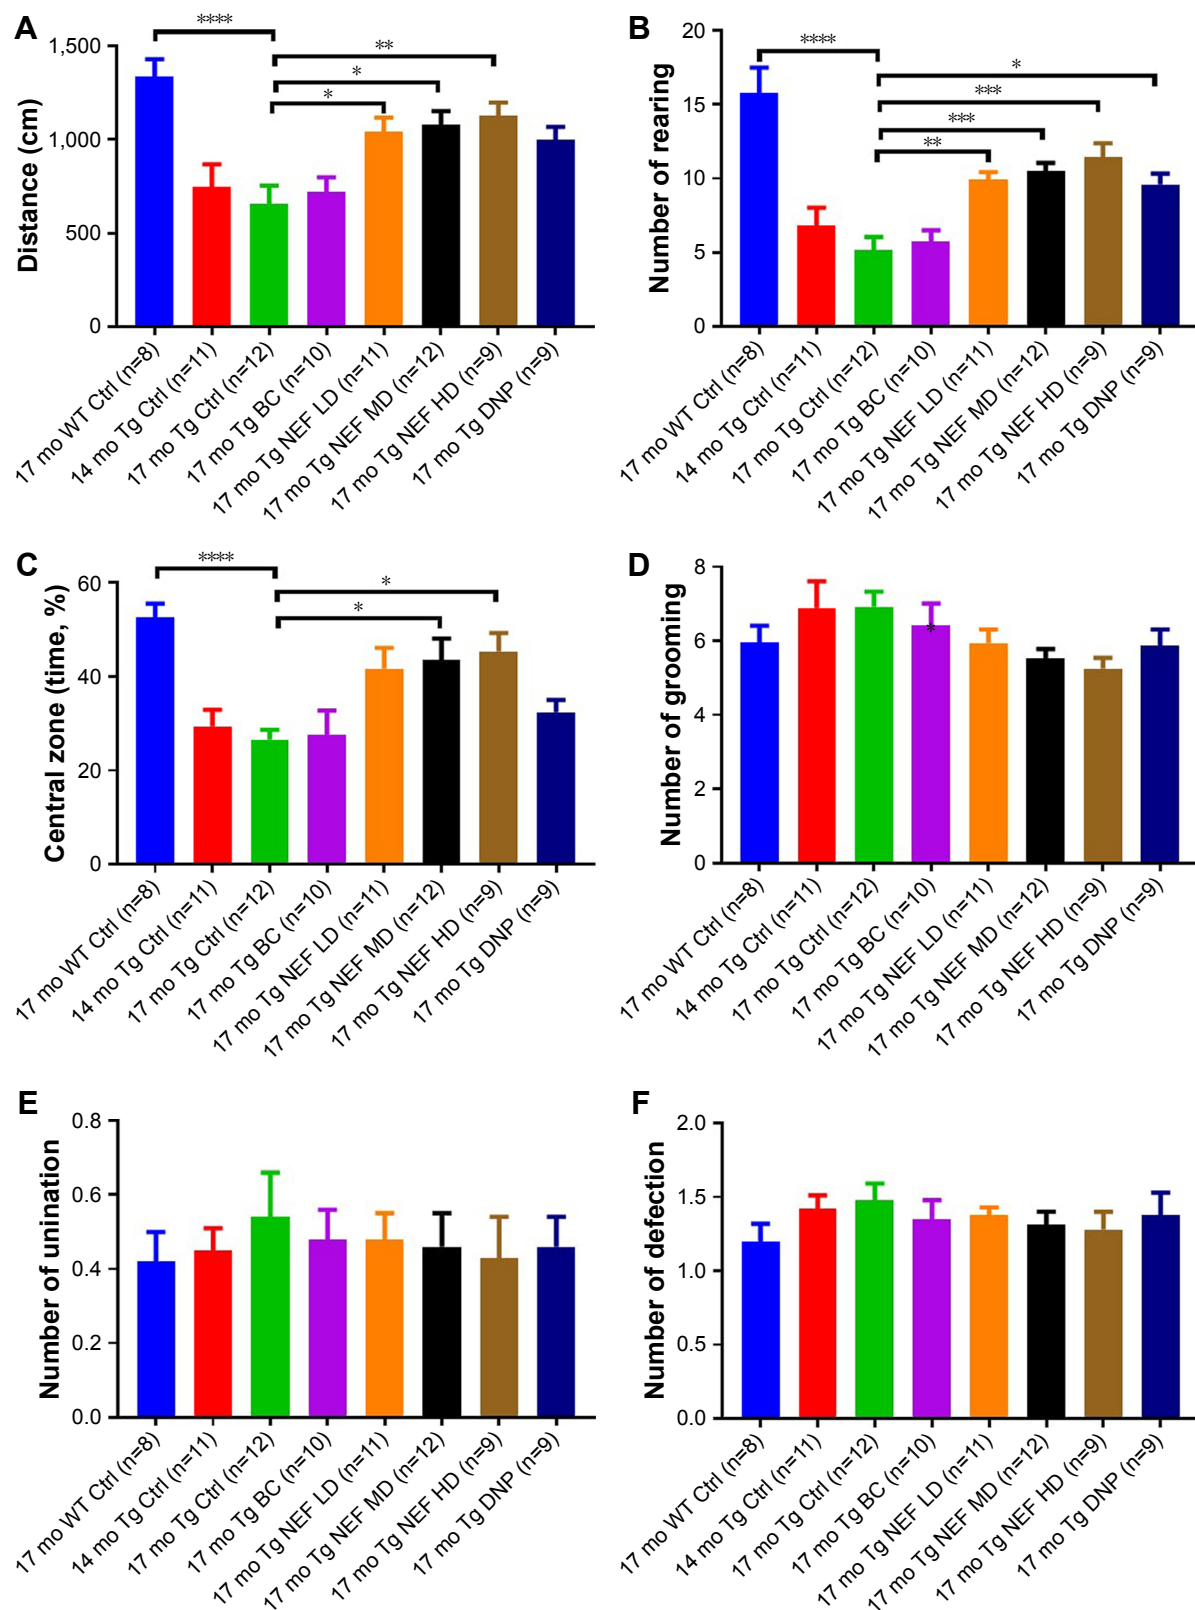 A
Distance (cm)
1,500
1,000
500
0
****
**
*
*
17 mo WT Ctrl (n=8)
14 mo Tg Ctrl (n=11)
17 mo Tg Ctrl (n=12)
17 mo Tg BC (n=10)
17 mo Tg NEF LD (n=11)
17 mo Tg NEF MD (n=12)
17 mo Tg NEF HD (n=9)
17 mo Tg DNP (n=9)
B
Number of rearing
20
15
10
5
0
****
*
***
***
**
17 mo WT Ctrl (n=8)
14 mo Tg Ctrl (n=11)
17 mo Tg Ctrl (n=12)
17 mo Tg BC (n=10)
17 mo Tg NEF LD (n=11)
17 mo Tg NEF MD (n=12)
17 mo Tg NEF HD (n=9)
17 mo Tg DNP (n=9)
C
Central zone (time, %)
60
40
20
0
****
*
*
17 mo WT Ctrl (n=8)
14 mo Tg Ctrl (n=11)
17 mo Tg Ctrl (n=12)
17 mo Tg BC (n=10)
17 mo Tg NEF LD (n=11)
17 mo Tg NEF MD (n=12)
17 mo Tg NEF HD (n=9)
17 mo Tg DNP (n=9)
D
Number of grooming
8
6
4
2
0
*
17 mo WT Ctrl (n=8)
14 mo Tg Ctrl (n=11)
17 mo Tg Ctrl (n=12)
17 mo Tg BC (n=10)
17 mo Tg NEF LD (n=11)
17 mo Tg NEF MD (n=12)
17 mo Tg NEF HD (n=9)
17 mo Tg DNP (n=9)
E
Number of unination
0.8
0.6
0.4
0.2
0.0
17 mo WT Ctrl (n=8)
14 mo Tg Ctrl (n=11)
17 mo Tg Ctrl (n=12)
17 mo Tg BC (n=10)
17 mo Tg NEF LD (n=11)
17 mo Tg NEF MD (n=12)
17 mo Tg NEF HD (n=9)
17 mo Tg DNP (n=9)
F
Number of defection
2.0
1.5
1.0
0.5
0.0
17 mo WT Ctrl (n=8)
14 mo Tg Ctrl (n=11)
17 mo Tg Ctrl (n=12)
17 mo Tg BC (n=10)
17 mo Tg NEF LD (n=11)
17 mo Tg NEF MD (n=12)
17 mo Tg NEF HD (n=9)
17 mo Tg DNP (n=9)